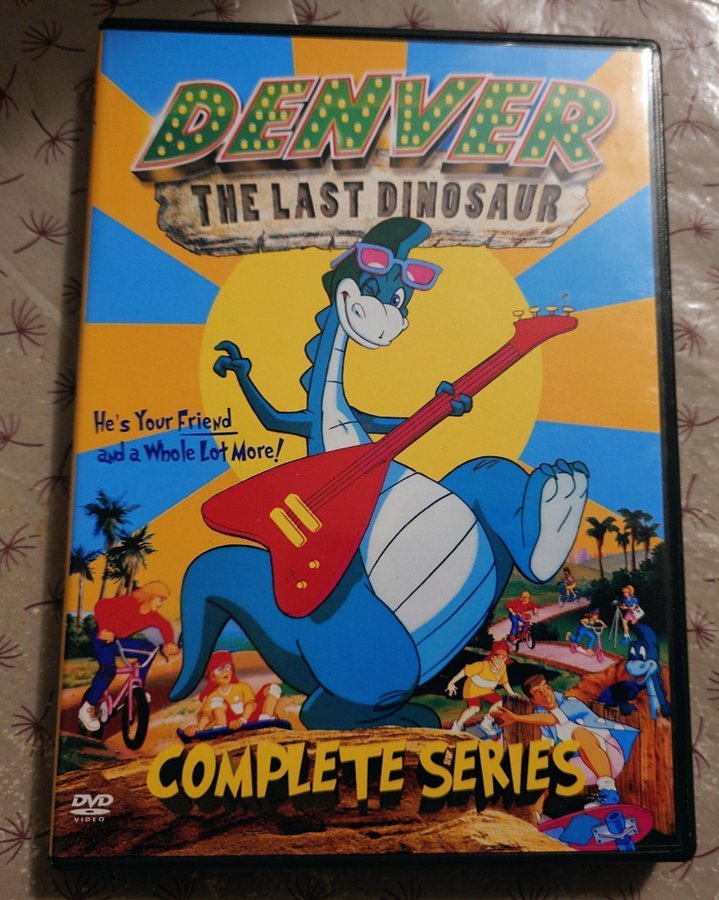 DENVER
THE LAST DINOSAUR
He's Your Friend
and a Whole Lot More!
COMPLETE SERIES
DVD
VIDEO